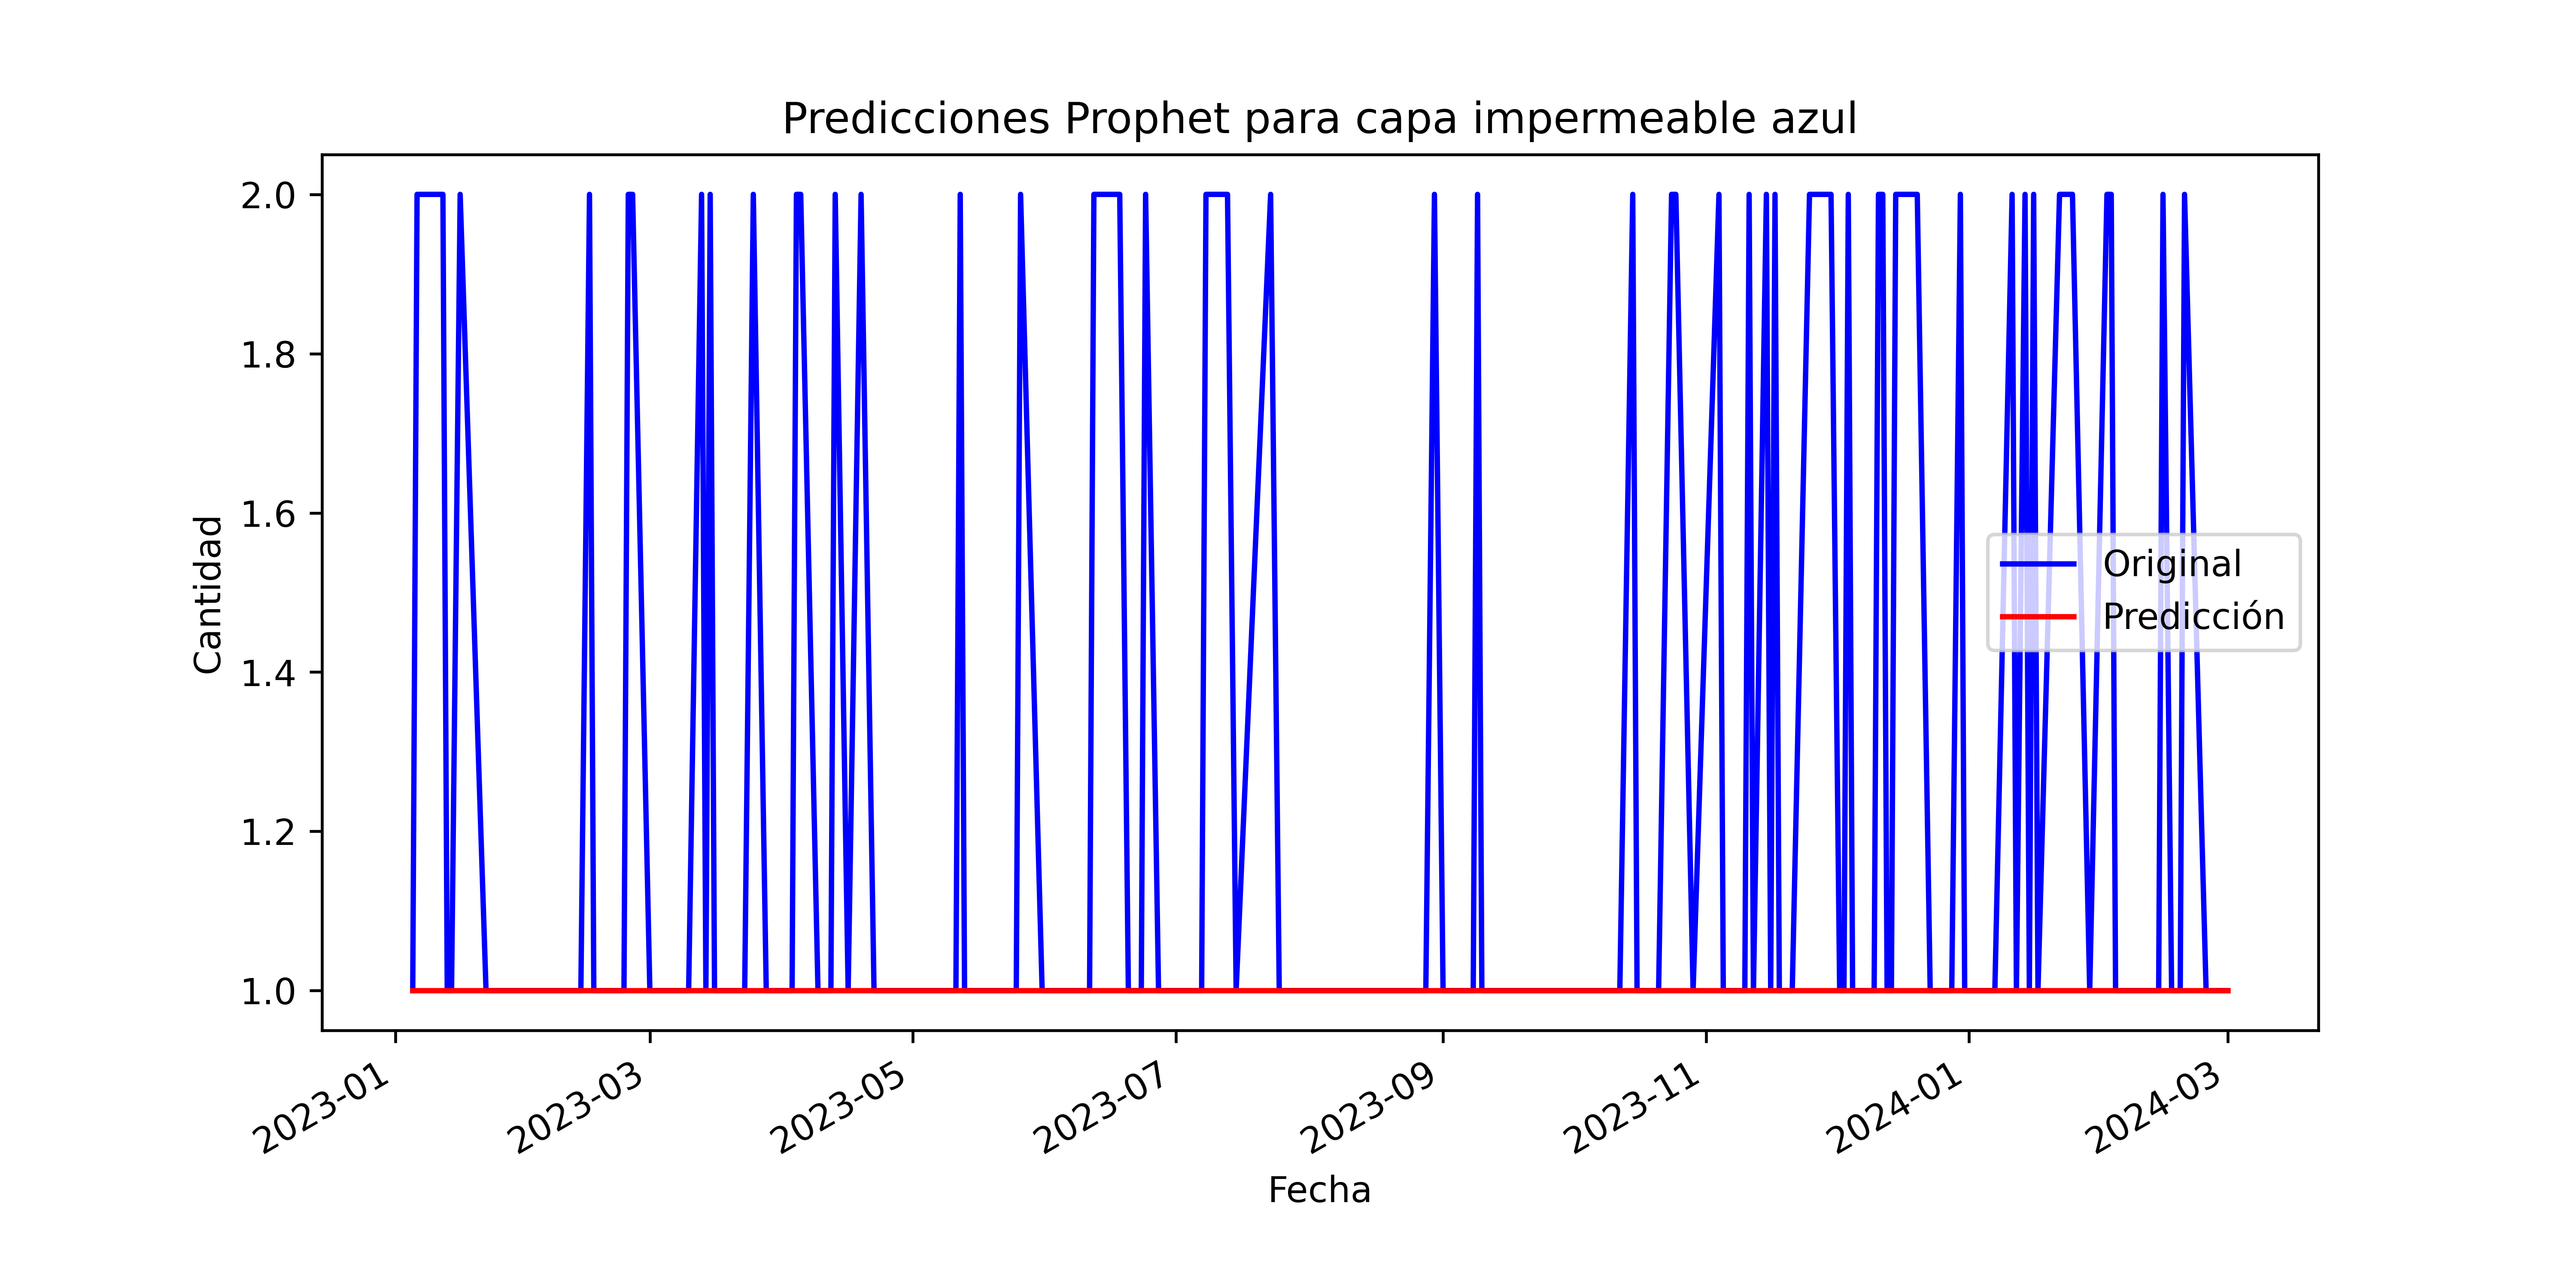 Predicciones Prophet para capa impermeable azul
Cantidad
2.0
1.8
1.6
1.4
1.2
1.0
Original
Predicción
2023-01
2023-03
2023-05
2023-07
2023-09
2023-11
2024-01
2024-03
Fecha